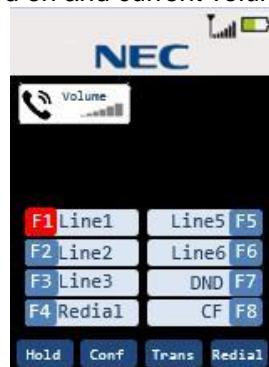 NEC
Volume
F1 Line1 Line5 F5
F2 Line2 Line6 F6
F3 Line3 DND F7
F4 Redial CF F8
Hold Conf Trans Redial